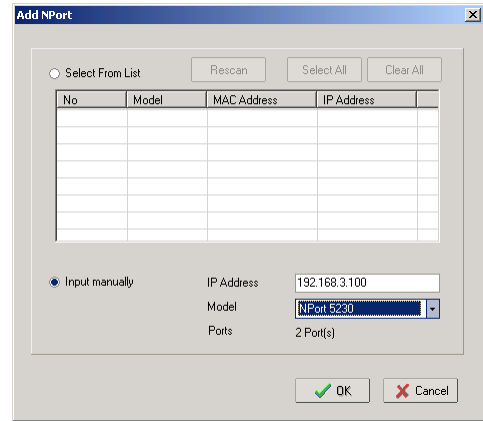 Add NPort
Select From List Rescan Select All Clear All
No Model MAC Address IP Address
Input manually IP Address 192.168.3.100
Model NPort 5230
Ports 2 Port(s)
OK Cancel